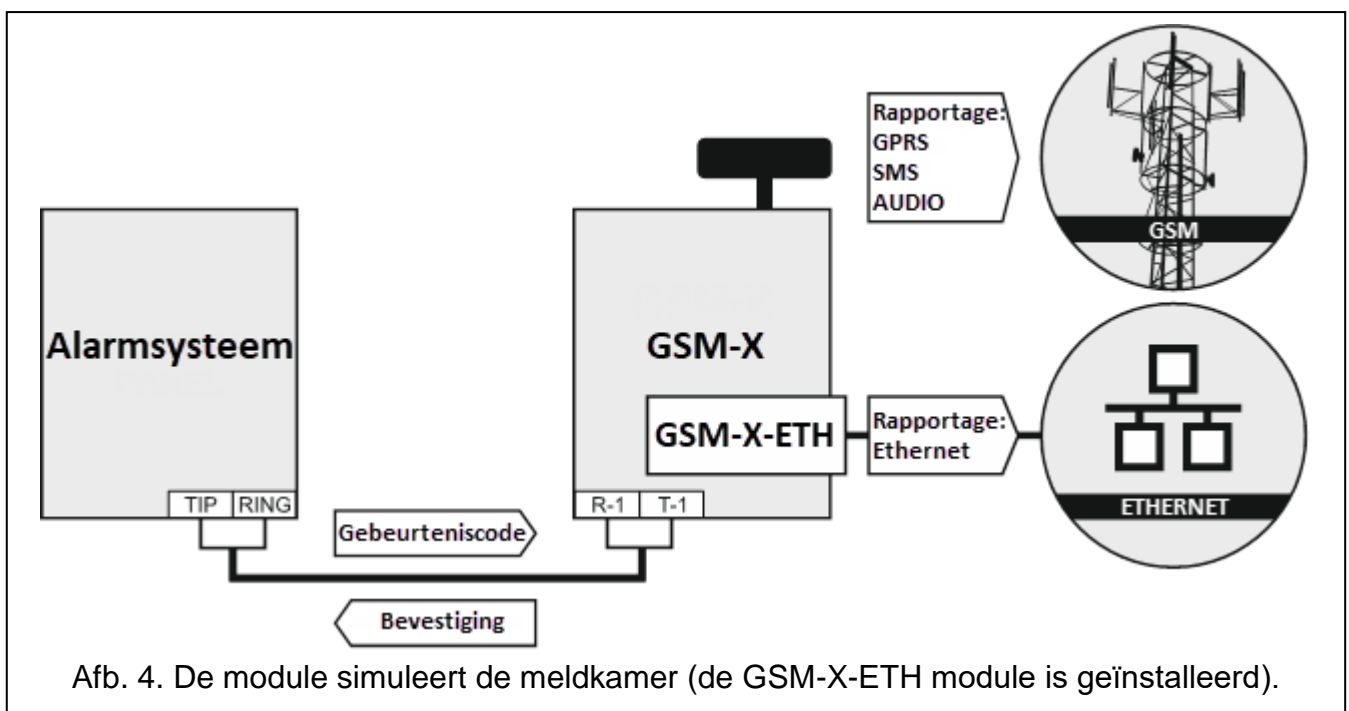 Rapportage:
GPRS
SMS
AUDIO
GSM
Alarmsysteem
GSM-X
GSM-X-ETH
Rapportage:
Ethernet
ETHERNET
TIP RING
R-1 T-1
Gebeurteniscode
Bevestiging
Afb. 4. De module simuleert de meldkamer (de GSM-X-ETH module is geïnstalleerd).